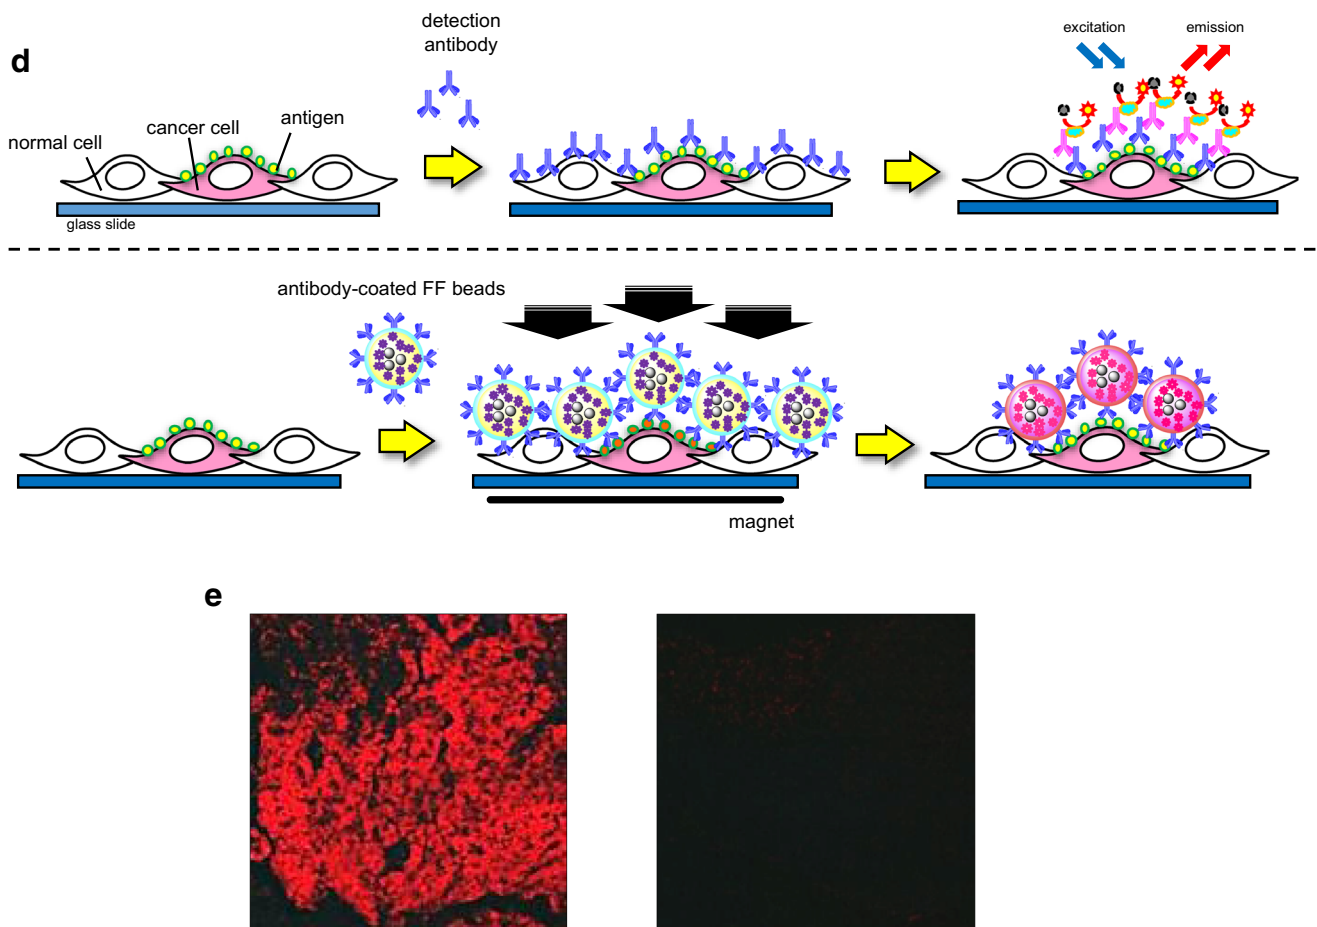 d
detection
antibody
excitation
emission
normal cell
cancer cell
antigen
glass slide
antibody-coated FF beads
magnet
e